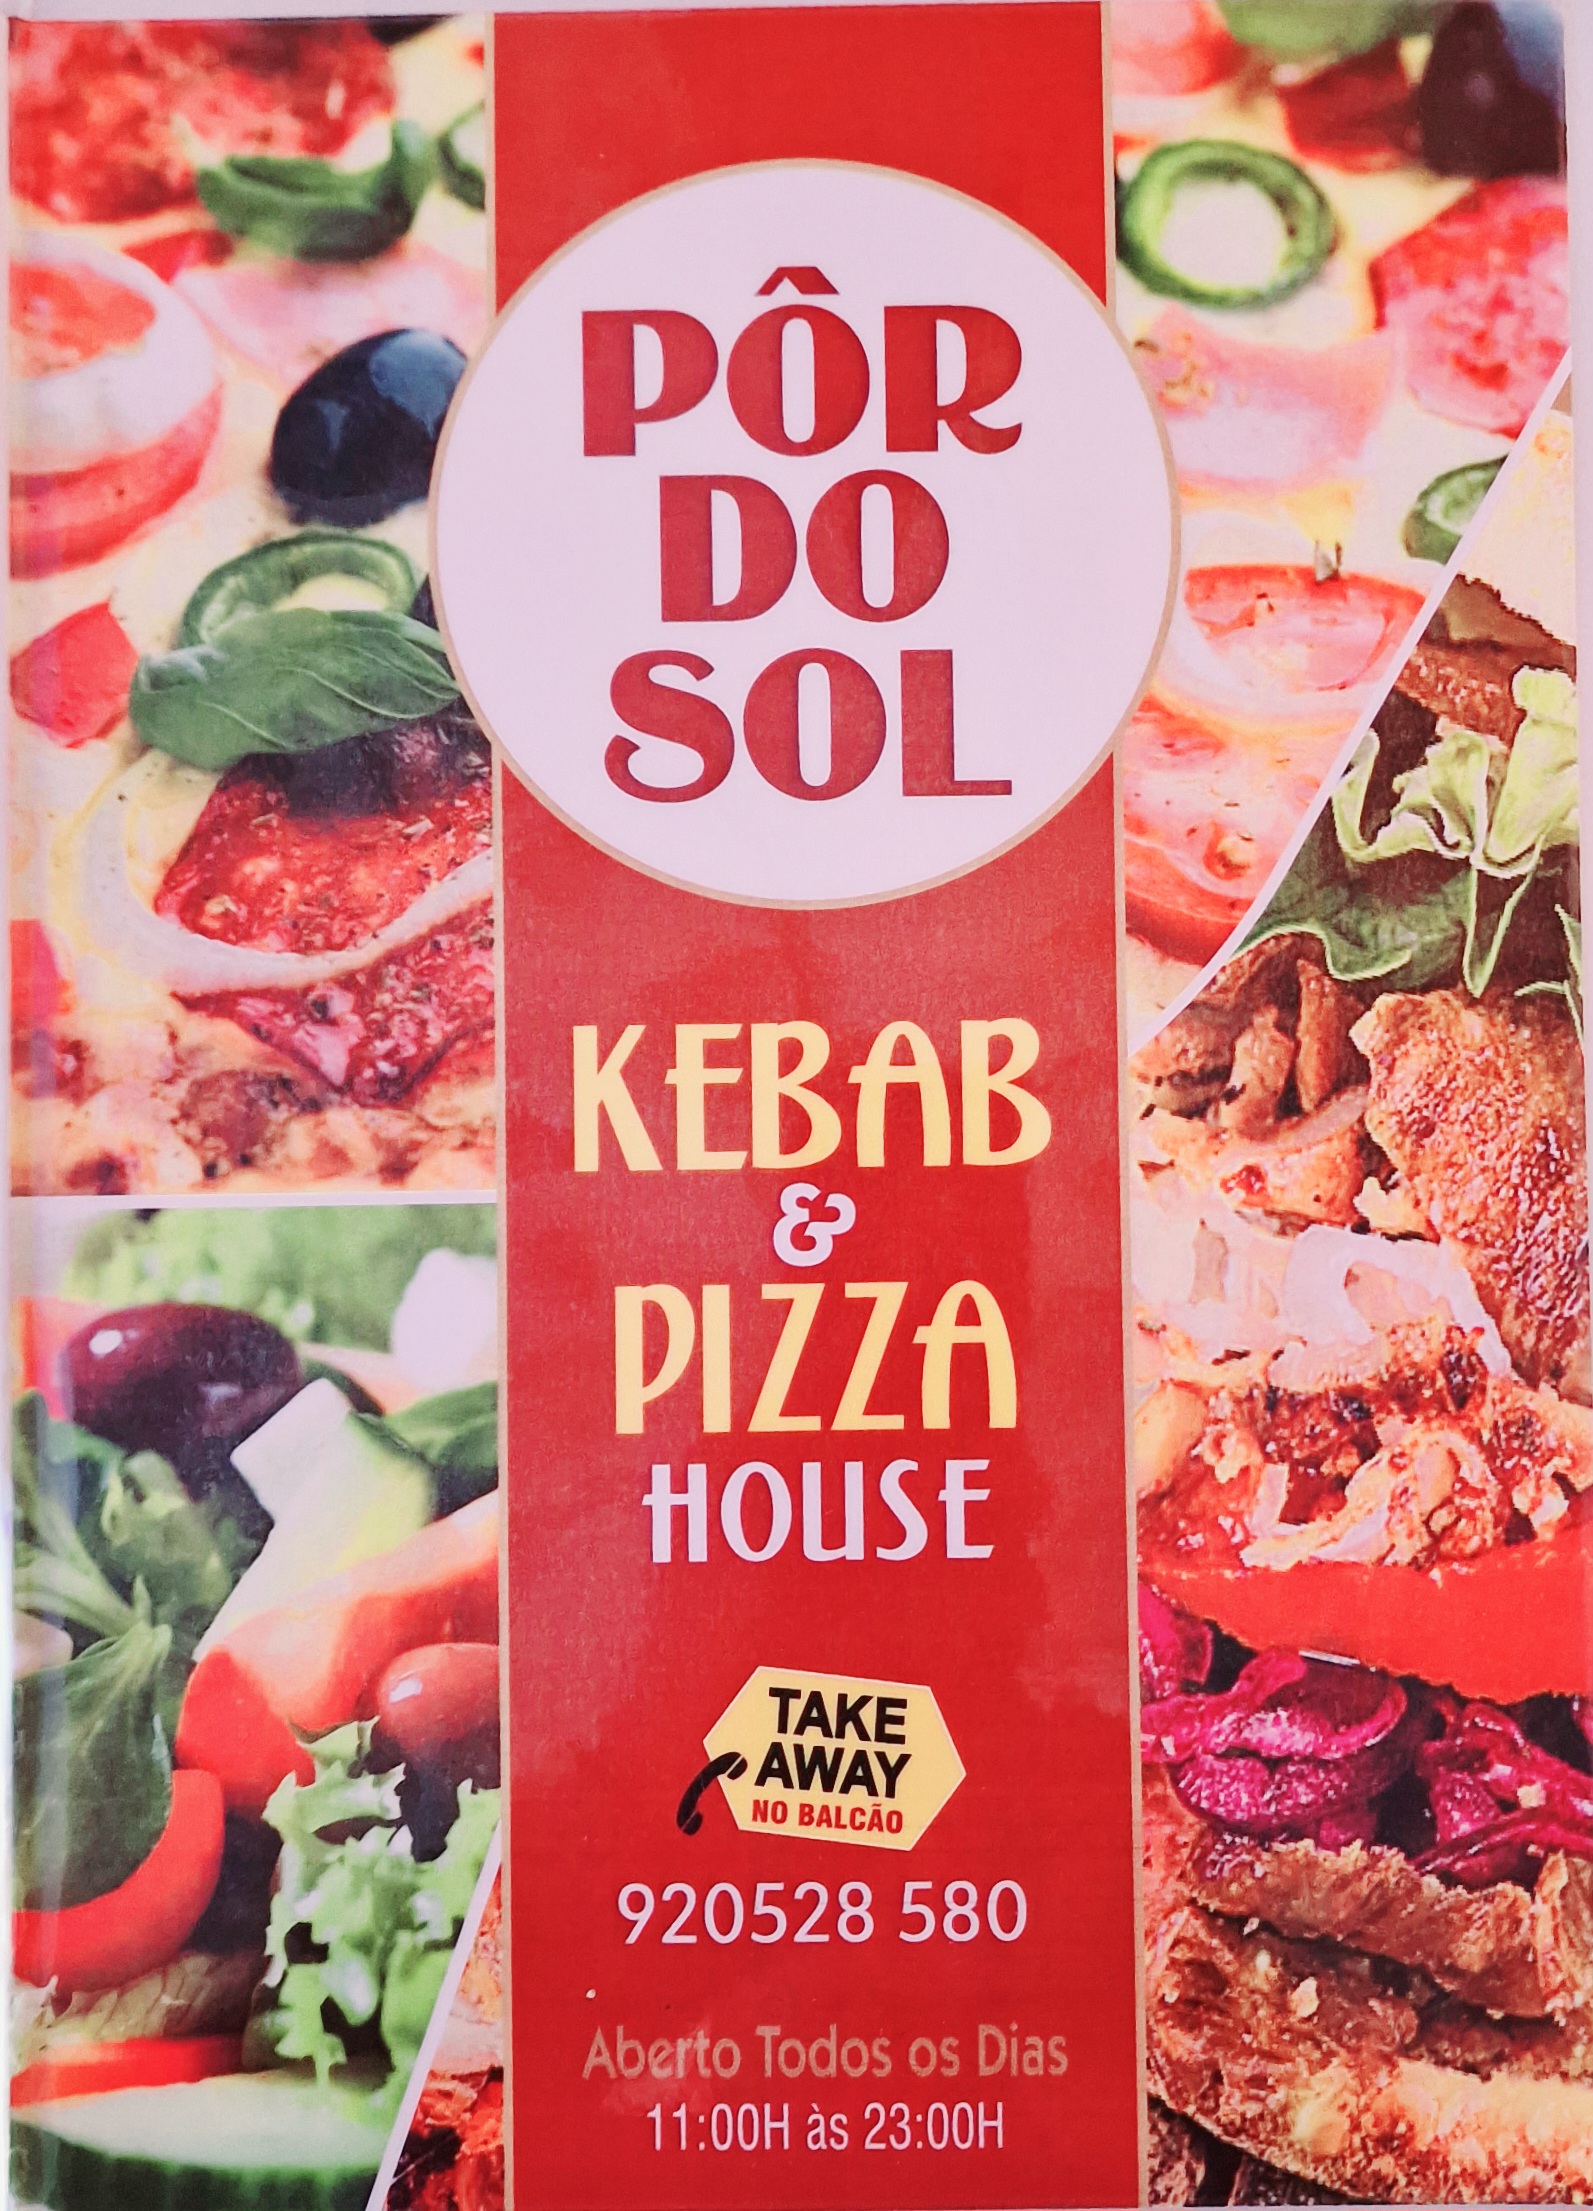 PÔR
DO
SOL
KEBAB
&
PIZZA
HOUSE
TAKE
AWAY
NO BALCÃO
920528 580
Aberto Todos os Dias
11:00H às 23:00H